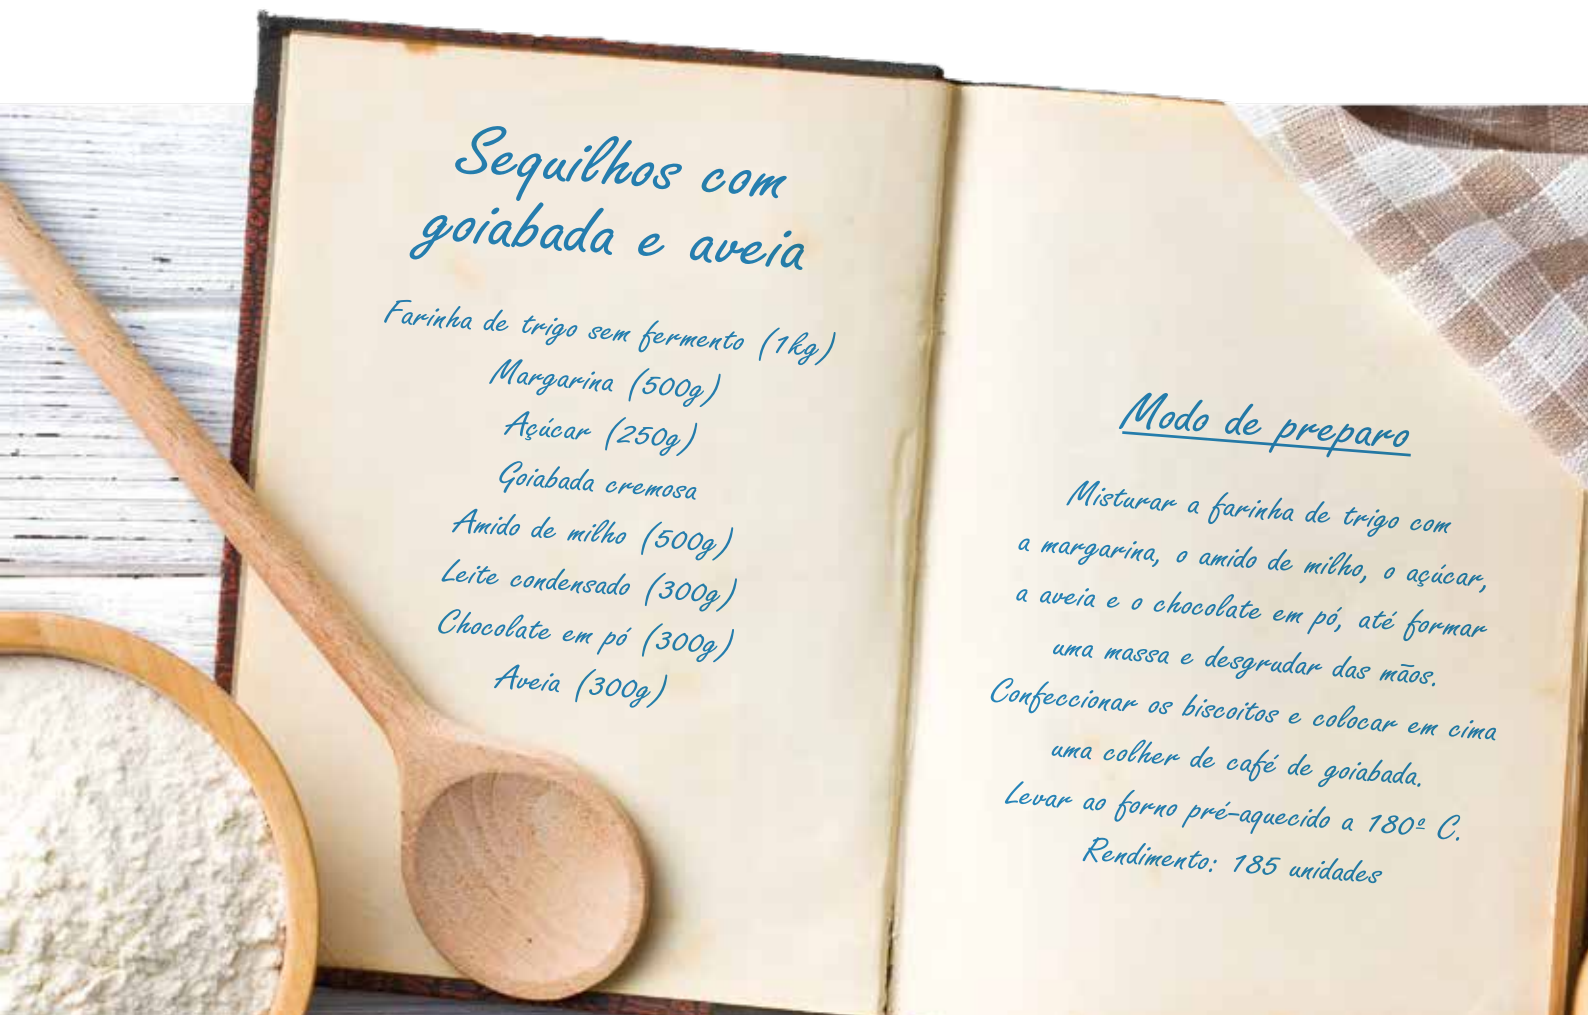 Sequilhos com
goiabada e aveia
Farinha de trigo sem fermento (1kg)
Margarina (500g)
Açúcar (250g)
Goiabada cremosa
Amido de milho (500g)
Leite condensado (300g)
Chocolate em pó (300g)
Aveia (300g)
Modo de preparo
Misturar a farinha de trigo com
a margarina, o amido de milho, o açúcar,
a aveia e o chocolate em pó, até formar
uma massa e desgrudar das mãos.
Confeccionar os biscoitos e colocar em cima
uma colher de café de goiabada.
Levar ao forno pré-aquecido a 180º C.
Rendimento: 185 unidades